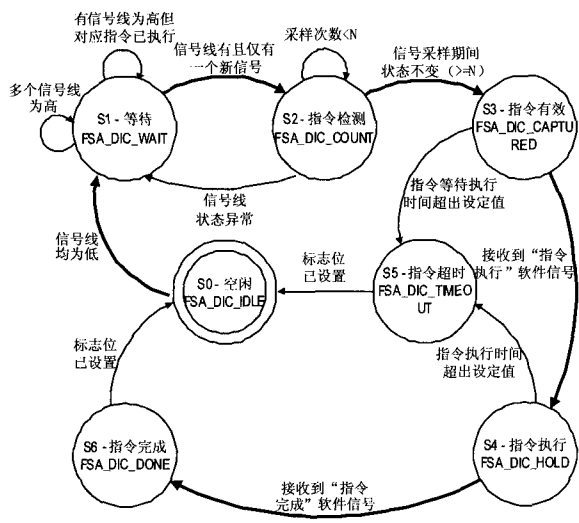 有信号线为高但
对应指令已执行
信号线有且仅有
一个新信号
采样次数<N
信号采样期间
状态不变（>=N）
多个信号线
为高
S1 - 等待
FSA_DIC_WAIT
S2 - 指令检测
FSA_DIC_COUNT
S3 - 指令有效
FSA_DIC_CAPTU
RED
信号线
状态异常
指令等待执行
时间超出设定值
信号线
均为低
标志位
已设置
接收到“指令
执行”软件信号
S0 - 空闲
FSA_DIC_IDLE
S5 - 指令超时
FSA_DIC_TIMEO
UT
标志位
已设置
指令执行时间
超出设定值
S6 - 指令完成
FSA_DIC_DONE
S4 - 指令执行
FSA_DIC_HOLD
接收到“指令
完成”软件信号